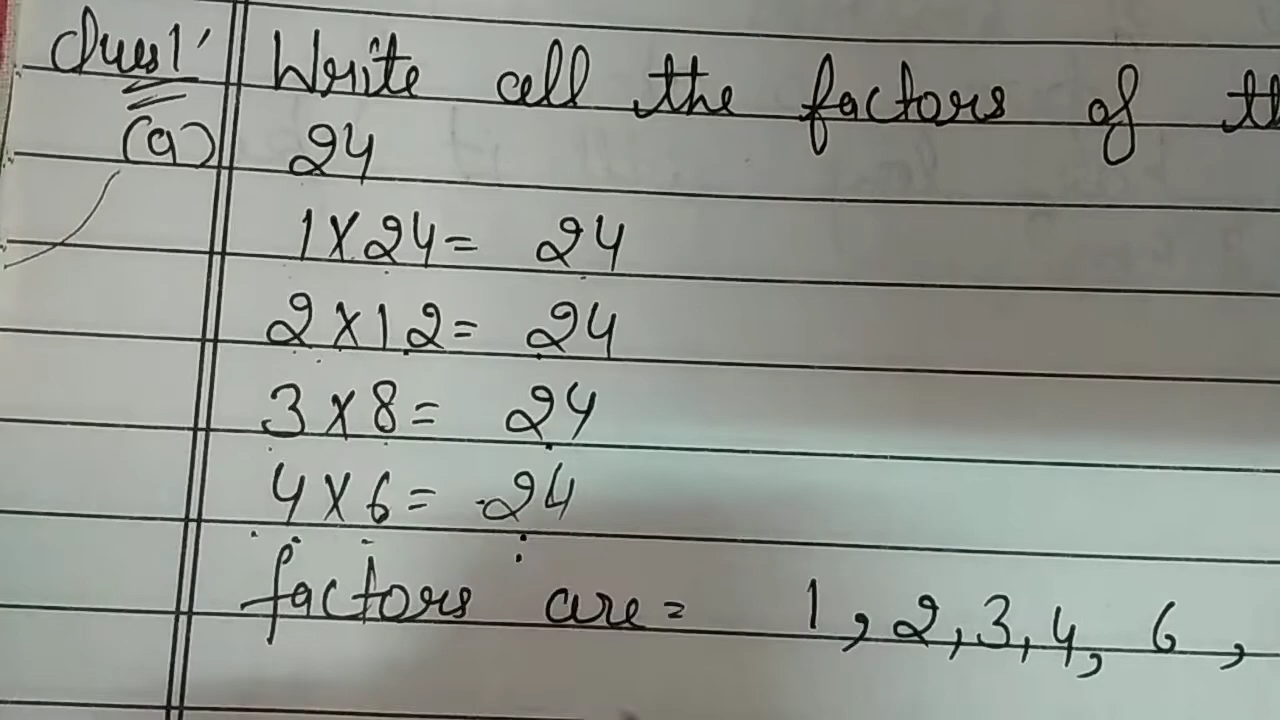 Ques1' Write all the factors of th
(a) 24
1 X 24 = 24
2 X 12 = 24
3 X 8 = 24
4 X 6 = 24
factors are = 1, 2, 3, 4, 6,